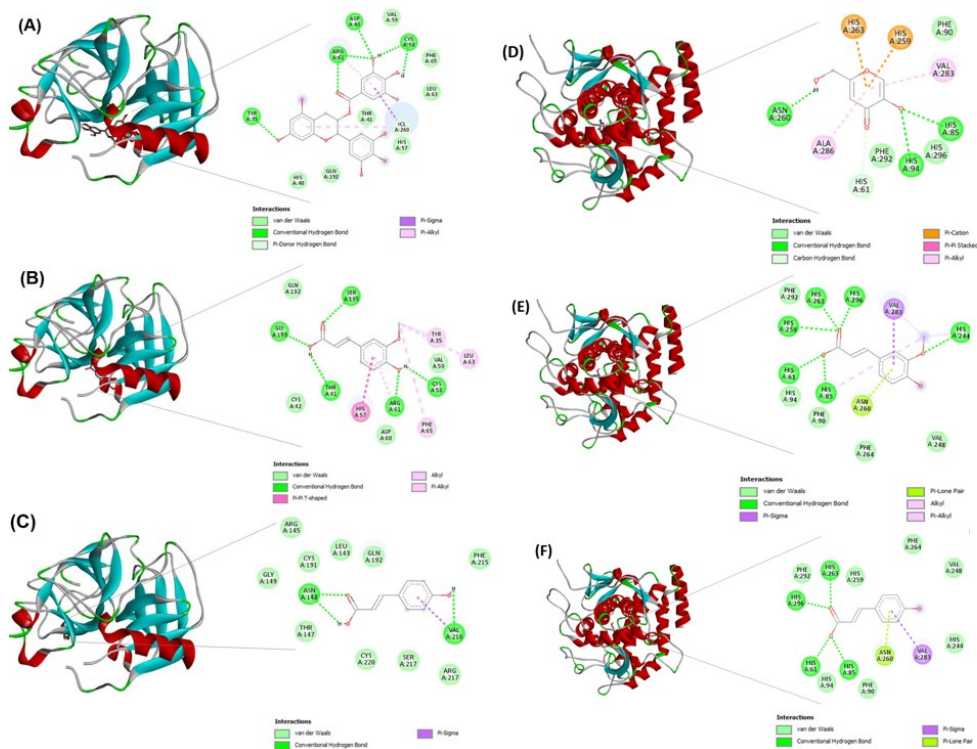 (A)
ASP
A:60
VAL
A:59
ARG
A:61
CYS
A:58
PHE
A:65
LEU
A:63
TYR
A:35
THR
A:41
HIS
A:57
HIS
A:40
GLN
A:192
Interactions
van der Waals
Conventional Hydrogen Bond
Pi-Donor Hydrogen Bond
Pi-Sigma
Pi-Alkyl
(B)
GLN
A:192
SER
A:195
TYR
A:35
LEU
A:63
GLY
A:193
VAL
A:59
CYS
A:58
CYS
A:42
THR
A:41
HIS
A:57
ARG
A:61
ASP
A:60
PHE
A:65
Interactions
van der Waals
Conventional Hydrogen Bond
Pi-Pi T-shaped
Alkyl
Pi-Alkyl
(C)
ARG
A:145
CYS
A:191
LEU
A:143
GLN
A:192
PHE
A:215
GLY
A:149
ASN
A:148
THR
A:147
VAL
A:216
CYS
A:220
SER
A:217
ARG
A:217
Interactions
van der Waals
Conventional Hydrogen Bond
Pi-Sigma
(D)
HIS
A:263
HIS
A:259
PHE
A:90
VAL
A:283
ASN
A:260
HIS
A:85
ALA
A:286
PHE
A:292
HIS
A:296
HIS
A:94
HIS
A:61
Interactions
van der Waals
Conventional Hydrogen Bond
Carbon Hydrogen Bond
Pi-Cation
Pi-Pi Stacked
Pi-Alkyl
(E)
PHE
A:292
HIS
A:263
HIS
A:296
VAL
A:283
HIS
A:259
HIS
A:244
HIS
A:61
HIS
A:94
HIS
A:85
ASN
A:260
PHE
A:90
PHE
A:264
VAL
A:248
Interactions
van der Waals
Conventional Hydrogen Bond
Pi-Sigma
Pi-Lone Pair
Alkyl
Pi-Alkyl
(F)
PHE
A:264
VAL
A:248
PHE
A:292
HIS
A:263
HIS
A:259
HIS
A:296
HIS
A:244
HIS
A:61
HIS
A:94
HIS
A:85
PHE
A:90
ASN
A:260
VAL
A:283
Interactions
van der Waals
Conventional Hydrogen Bond
Pi-Sigma
Pi-Lone Pair